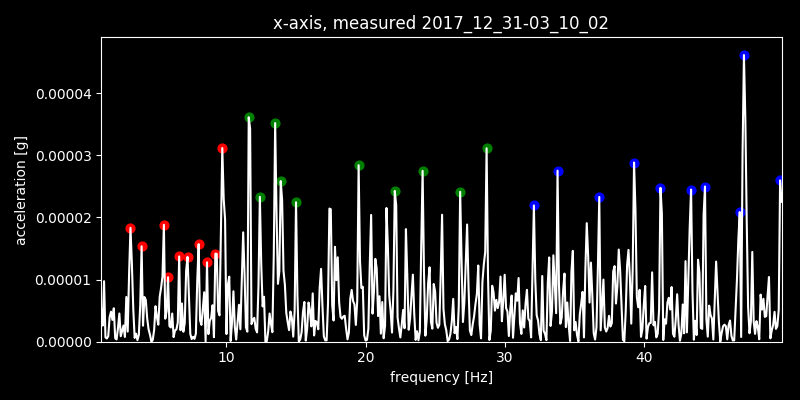 x-axis, measured 2017_12_31-03_10_02
0.00004
0.00003
0.00002
0.00001
0.00000
acceleration [g]
10 20 30 40
frequency [Hz]